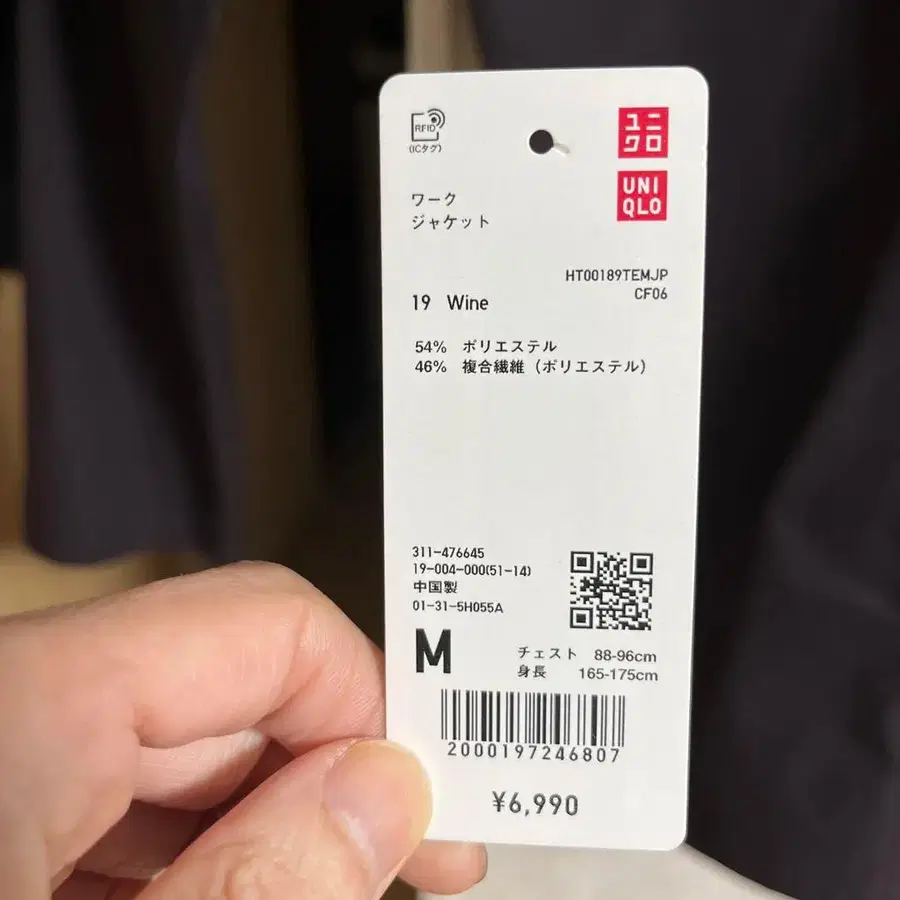 RFID
(ICタグ)
ユニ
クロ
UNI
QLO
ワーク
ジャケット
HT00189TEMJP
CF06
19 Wine
54% ポリエステル
46% 複合繊維（ポリエステル）
311-476645
19-004-000(51-14)
中国製
01-31-5H055A
M
チェスト 88-96cm
身長 165-175cm
2000197246807
¥6,990